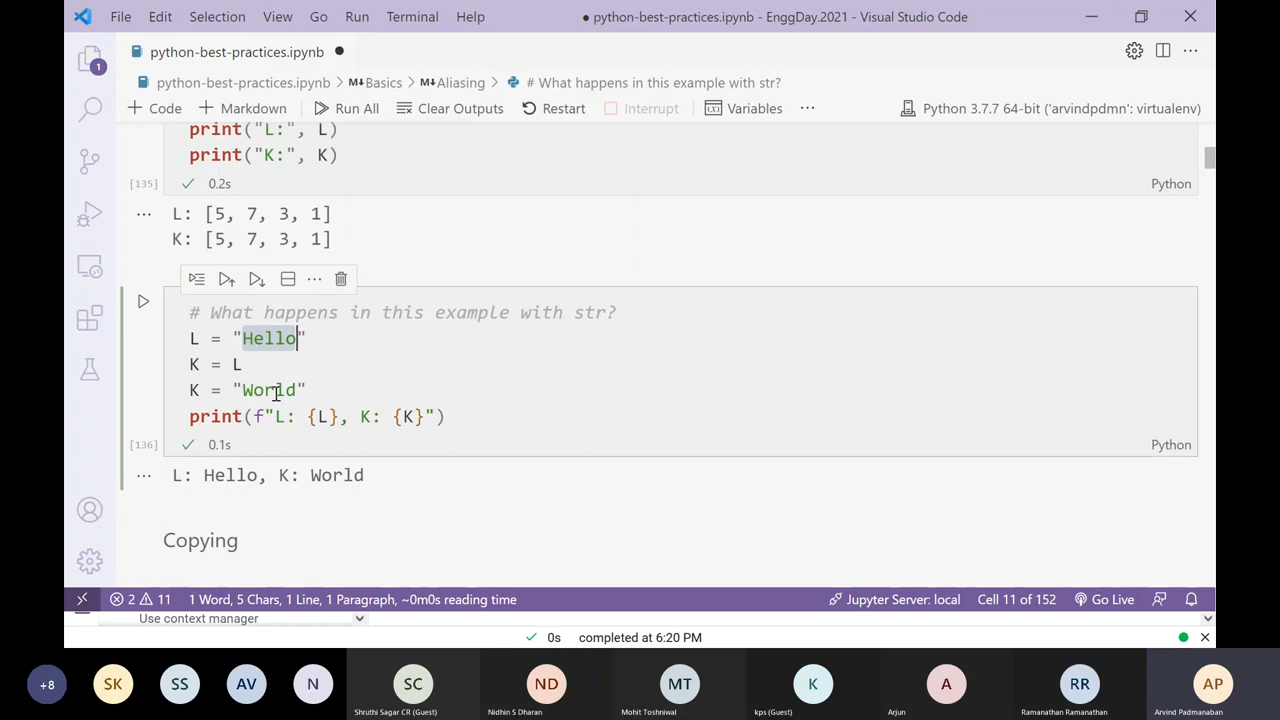 File Edit Selection View Go Run Terminal Help ● python-best-practices.ipynb - EnggDay.2021 - Visual Studio Code
python-best-practices.ipynb ●
1
python-best-practices.ipynb > M↓Basics > M↓Aliasing > # What happens in this example with str?
+ Code + Markdown Run All Clear Outputs Restart Interrupt Variables ··· Python 3.7.7 64-bit ('arvindpdmn': virtualenv)
print("L:", L)
print("K:", K)
[135] ✓ 0.2s Python
··· L: [5, 7, 3, 1]
K: [5, 7, 3, 1]
# What happens in this example with str?
L = "Hello"
K = L
K = "World"
print(f"L: {L}, K: {K}")
[136] ✓ 0.1s Python
··· L: Hello, K: World
Copying
2 11 1 Word, 5 Chars, 1 Line, 1 Paragraph, ~0m0s reading time Jupyter Server: local Cell 11 of 152 Go Live
Use context manager
✓ 0s completed at 6:20 PM
+8 SK SS AV N SC ND MT K A RR AP
Shruthi Sagar CR (Guest) Nidhin S Dharan Mohit Toshniwal kps (Guest) Arjun Ramanathan Ramanathan Arvind Padmanaban